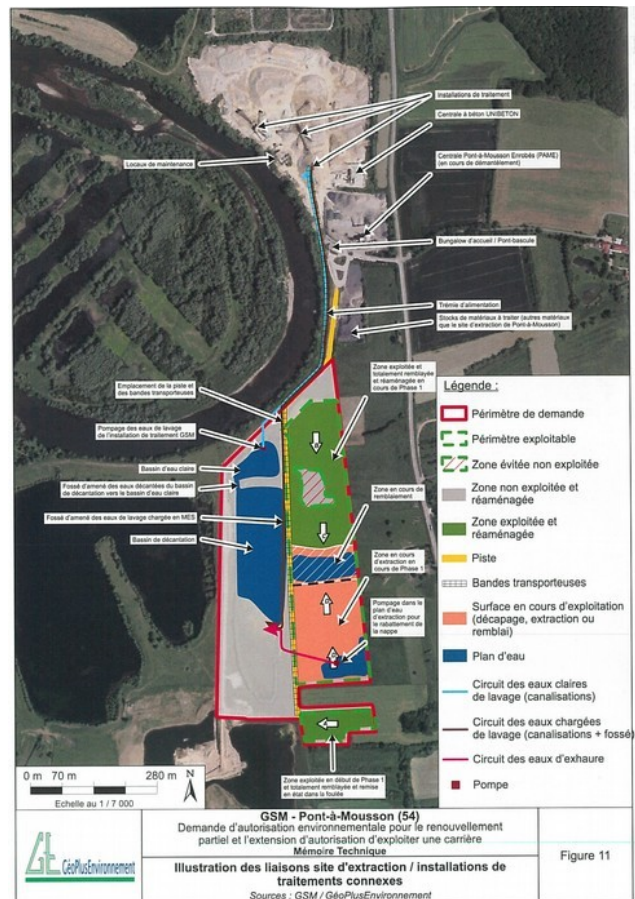 Installations de traitement
Centrale à béton UNIBETON
Locaux de maintenance
Centrale Pont-à-Mousson Enrobés (PAME)
(en cours de démantèlement)
Bungalow d'accueil / Pont-bascule
Trémie d'alimentation
Stocks de matériaux à traiter (autres matériaux
que le site d'extraction de Pont-à-Mousson)
Emplacement de la piste et
des bandes transporteuses
Zone exploitée et
totalement remblayée
et réaménagée en
cours de Phase 1
Pompage des eaux de lavage
de l'installation de traitement GSM
Bassin d'eau claire
Fossé d'amené des eaux décantées du bassin
de décantation vers le bassin d'eau claire
Zone en cours de
remblaiement
Fossé d'amené des eaux de lavage chargée en MES
Bassin de décantation
Zone en cours
d'extraction en
cours de Phase 1
Pompage dans le
plan d'eau
d'extraction pour
le rabattement de
la nappe
Zone exploitée en début de Phase 1
et totalement remblayée et remise
en état dans la foulée
Légende :
Périmètre de demande
Périmètre exploitable
Zone évitée non exploitée
Zone non exploitée et
réaménagée
Zone exploitée et
réaménagée
Piste
Bandes transporteuses
Surface en cours d'exploitation
(décapage, extraction ou
remblai)
Plan d'eau
Circuit des eaux claires
de lavage (canalisations)
Circuit des eaux chargées
de lavage (canalisations + fossé)
Circuit des eaux d'exhaure
Pompe
0 m 70 m 280 m N
Echelle au 1 / 7 000
GéoPlusEnvironnement
GSM - Pont-à-Mousson (54)
Demande d'autorisation environnementale pour le renouvellement
partiel et l'extension d'autorisation d'exploiter une carrière
Mémoire Technique
Illustration des liaisons site d'extraction / installations de
traitements connexes
Sources : GSM / GéoPlusEnvironnement
Figure 11